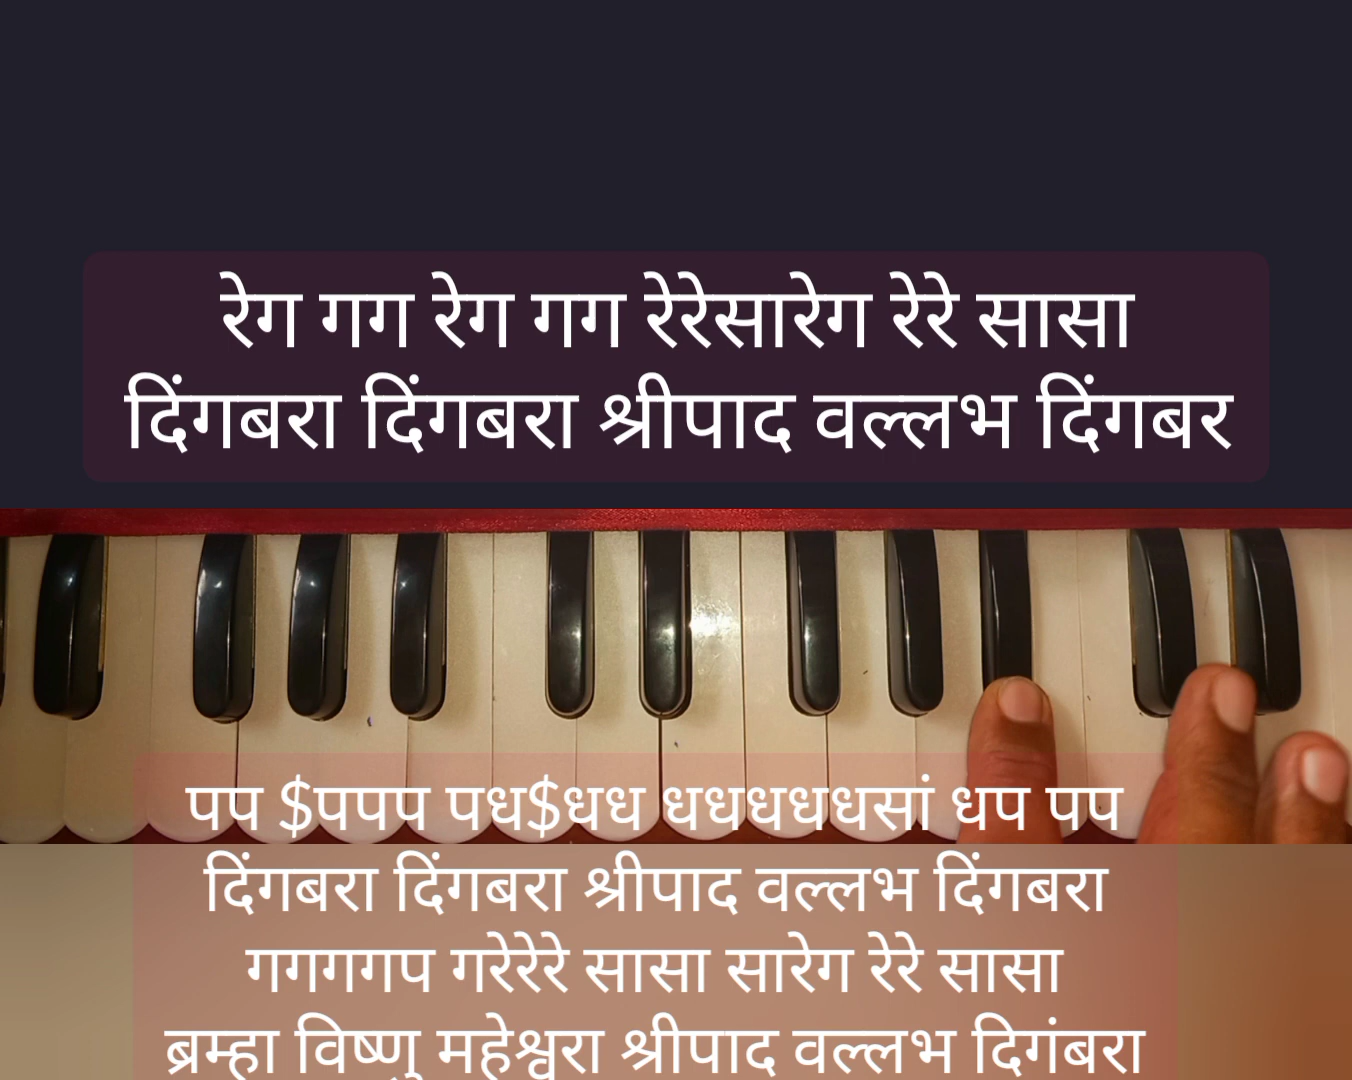 रेग गग रेग गग रेरेसारेग रेरे सासा
दिंगबरा दिंगबरा श्रीपाद वल्लभ दिंगबर
पप $पपप पध$धध धधधधधसां धप पप
दिंगबरा दिंगबरा श्रीपाद वल्लभ दिंगबरा
गगगगप गरेरेरे सासा सारेग रेरे सासा
ब्रम्हा विष्णु महेश्वरा श्रीपाद वल्लभ दिगंबरा